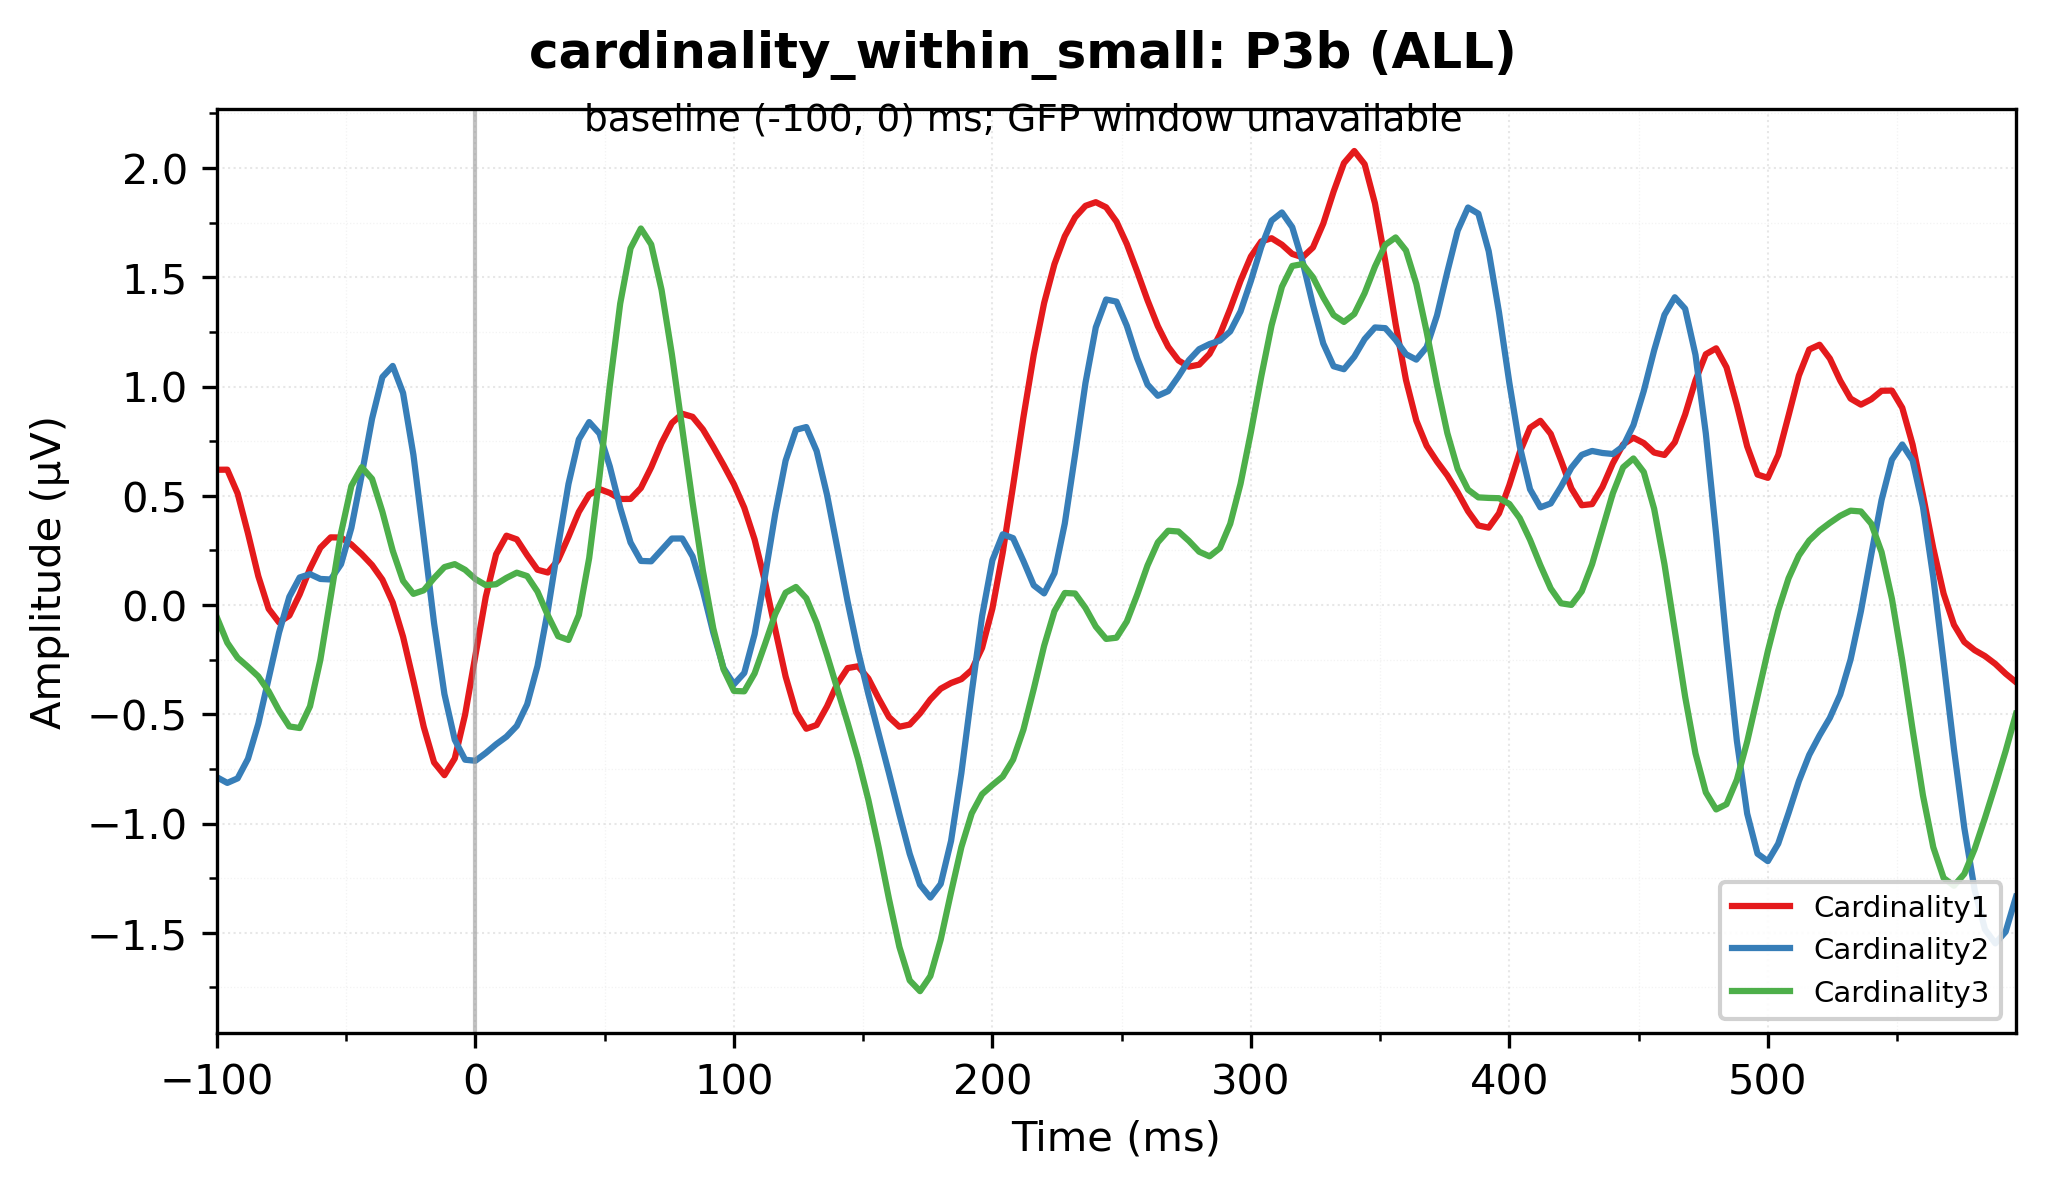 cardinality_within_small: P3b (ALL)
baseline (-100, 0) ms; GFP window unavailable
Amplitude (µV)
2.0
1.5
1.0
0.5
0.0
−0.5
−1.0
−1.5
−100
0
100
200
300
400
500
Time (ms)
Cardinality1
Cardinality2
Cardinality3